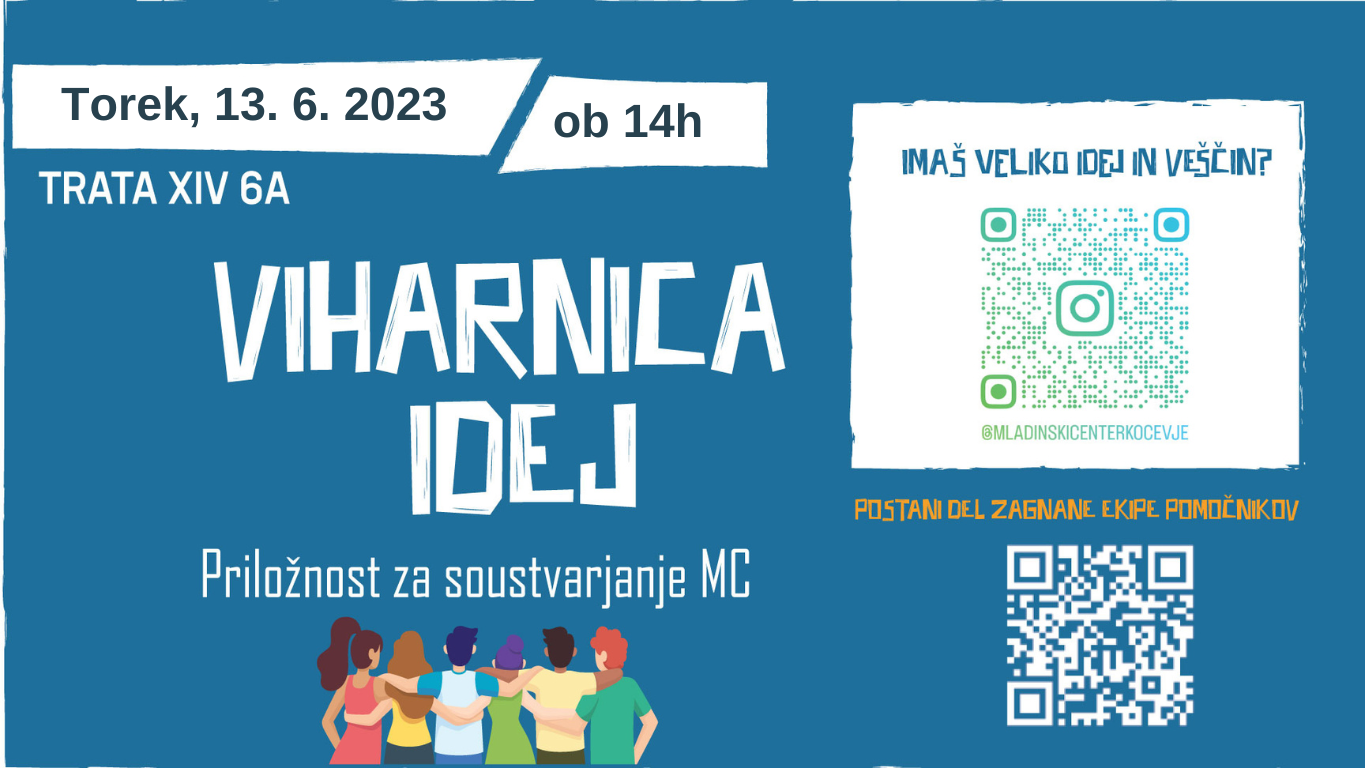 Torek, 13. 6. 2023
ob 14h
TRATA XIV 6A
VIHARNICA
IDEJ
Priložnost za soustvarjanje MC
IMAŠ VELIKO IDEJ IN VEŠČIN?
@MLADINSKICENTERKOCEVJE
POSTANI DEL ZAGNANE EKIPE POMOČNIKOV